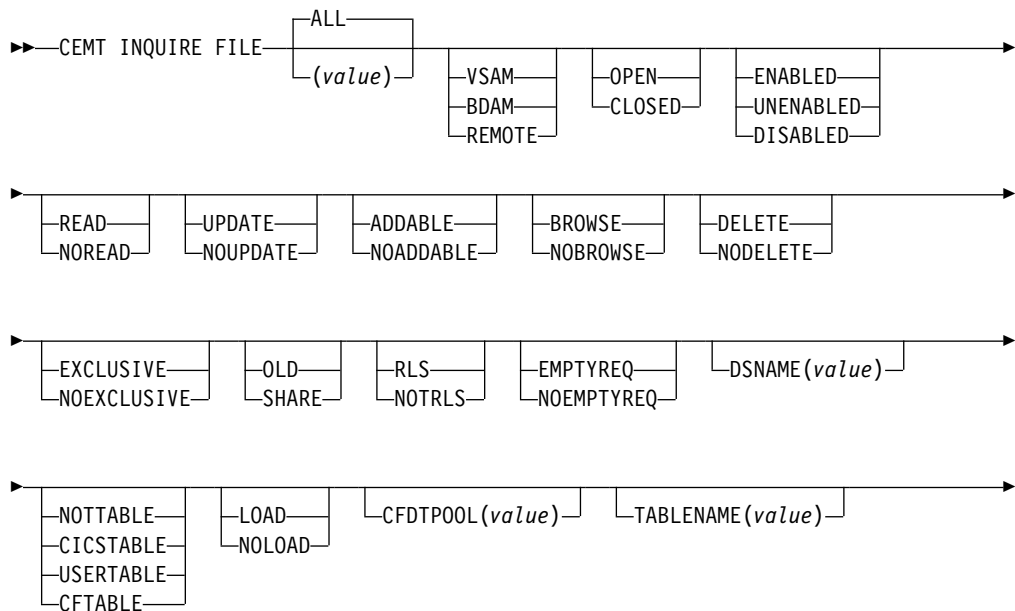 ALL
CEMT INQUIRE FILE
(value) VSAM OPEN ENABLED
BDAM CLOSED UNENABLED
REMOTE DISABLED
READ UPDATE ADDABLE BROWSE DELETE
NOREAD NOUPDATE NOADDABLE NOBROWSE NODELETE
EXCLUSIVE OLD RLS EMPTYREQ DSNAME(value)
NOEXCLUSIVE SHARE NOTRLS NOEMPTYREQ
NOTTABLE LOAD CFDTPOOL(value) TABLENAME(value)
CICSTABLE NOLOAD
USERTABLE
CFTABLE